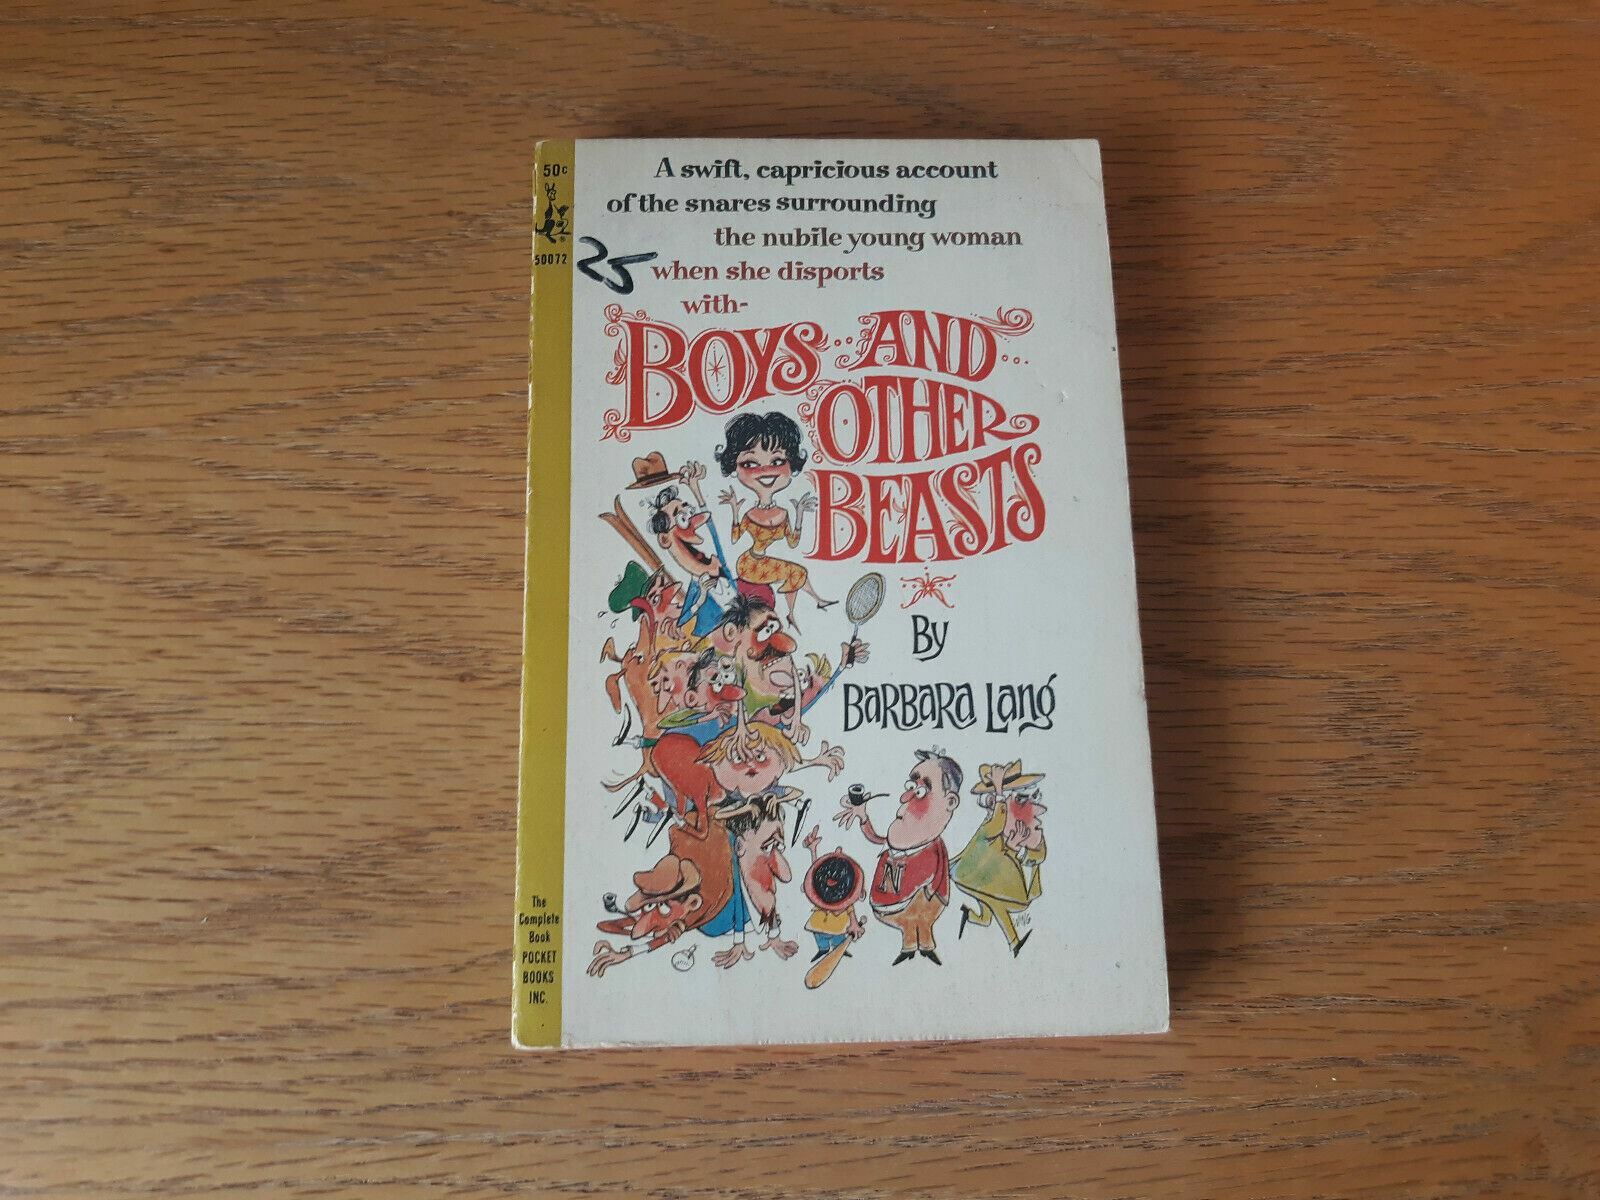 50c
50072
25
A swift, capricious account
of the snares surrounding
the nubile young woman
when she disports
with-
BOYS.. AND ..
OTHER
BEASTS
By
BARBARA LANG
N
The
Complete
Book
POCKET
BOOKS
INC.